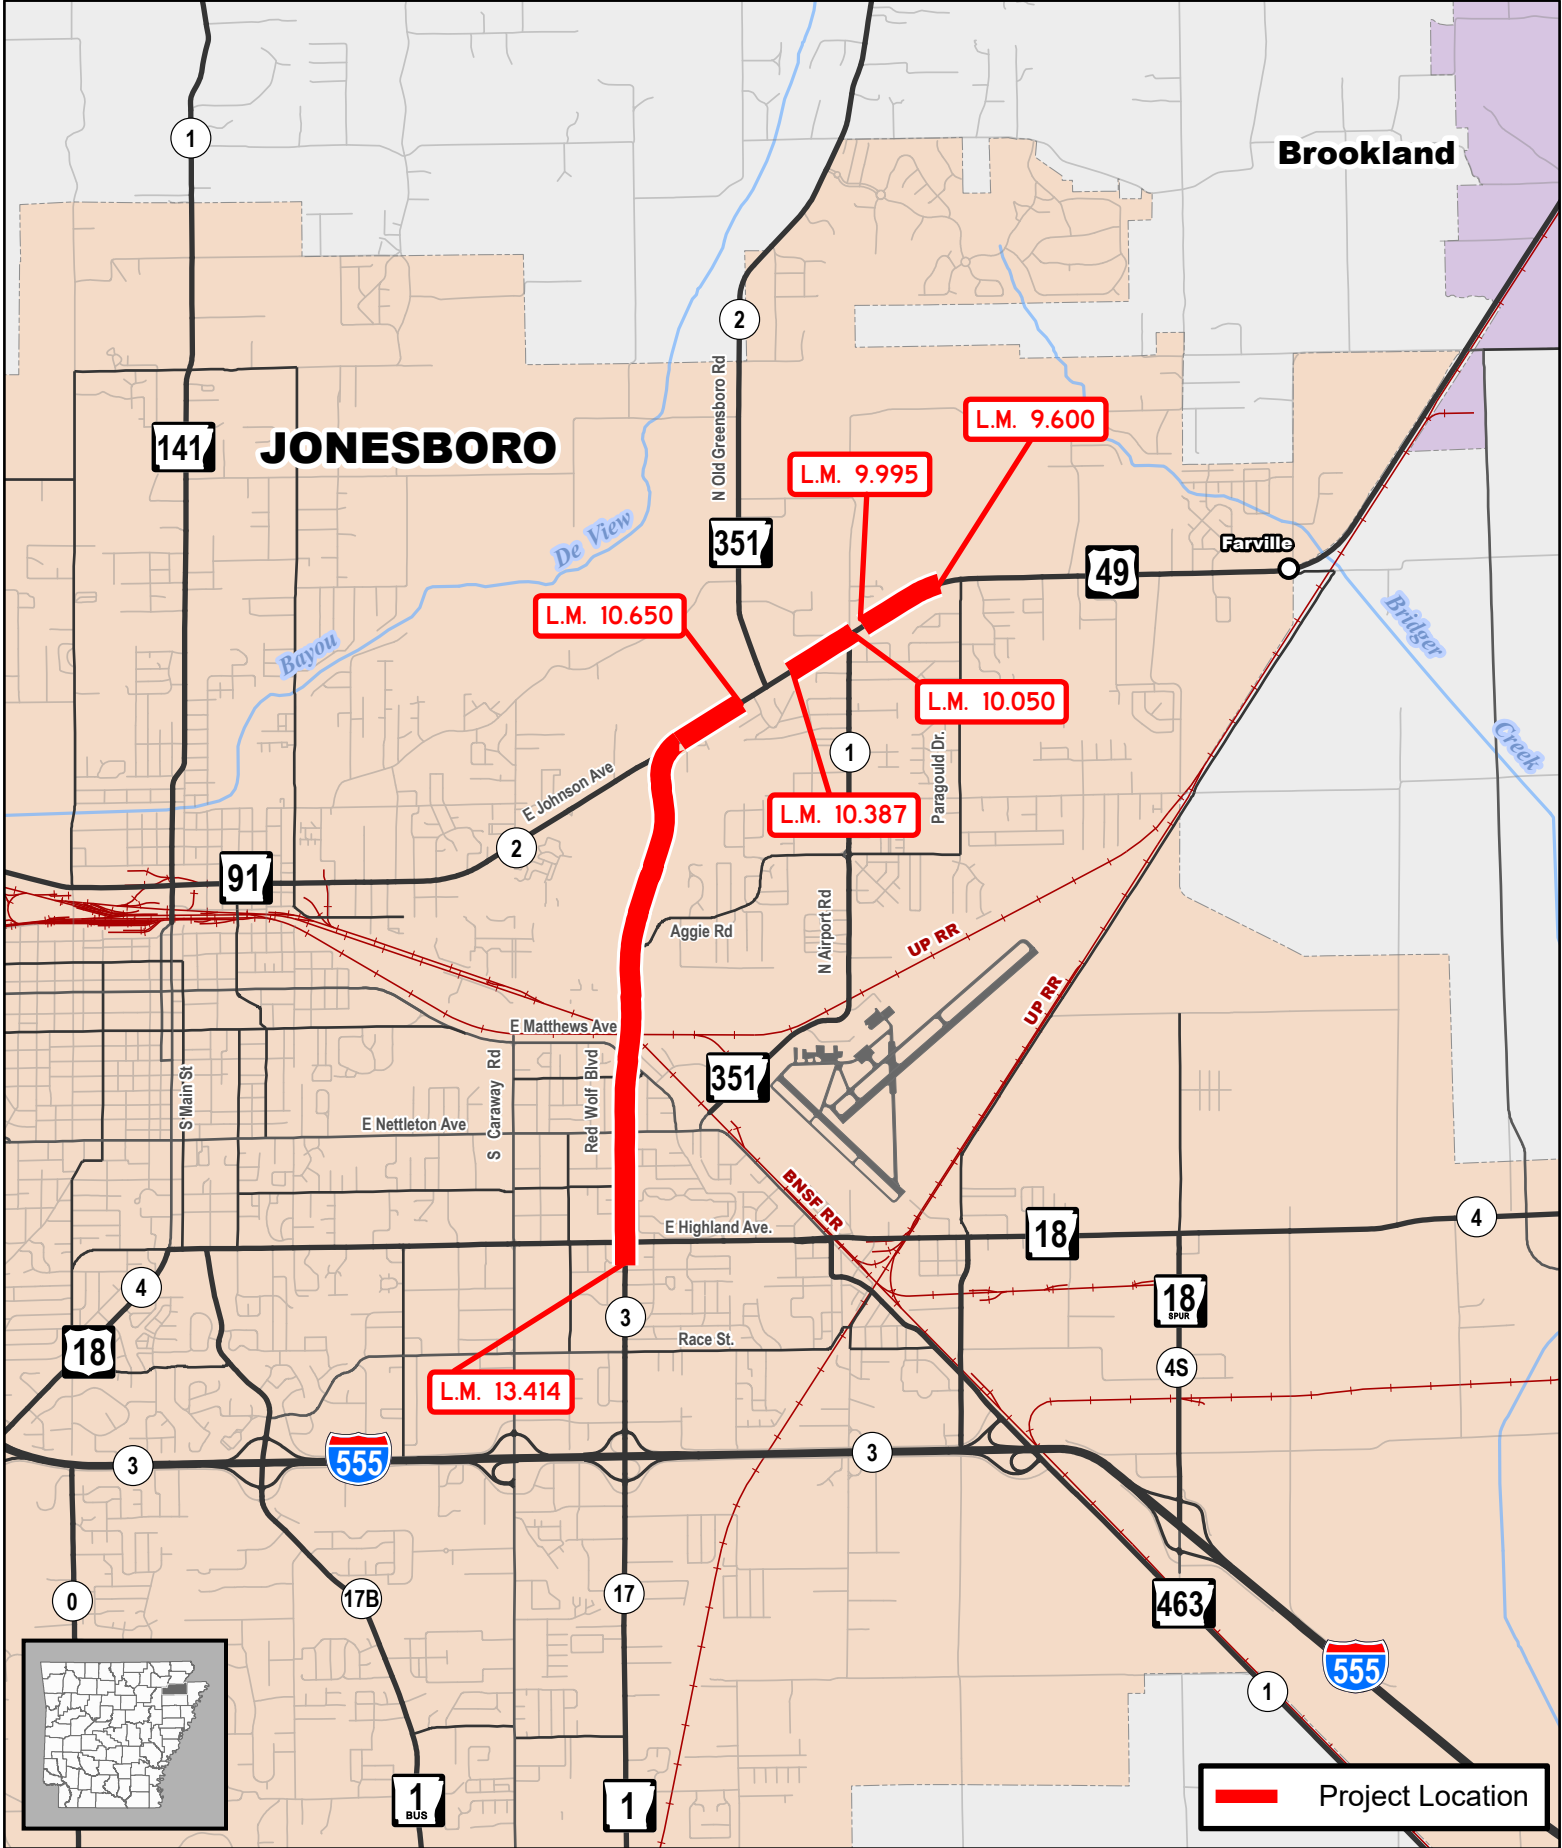 1
Brookland
2
N Old Greensboro Rd
L.M. 9.600
141
JONESBORO
L.M. 9.995
De View
351
Farville
49
L.M. 10.650
Bayou
Bridger
L.M. 10.050
Creek
1
Paragould Dr.
E Johnson Ave
L.M. 10.387
2
91
Aggie Rd
N Airport Rd
UP RR
UP RR
E Matthews Ave
S Main St
S Caraway Rd
Red Wolf Blvd
351
E Nettleton Ave
BNSF RR
E Highland Ave.
18
4
4
18
SPUR
3
18
Race St.
4S
L.M. 13.414
3
555
3
0
17B
17
463
555
1
1
BUS
1
Project Location